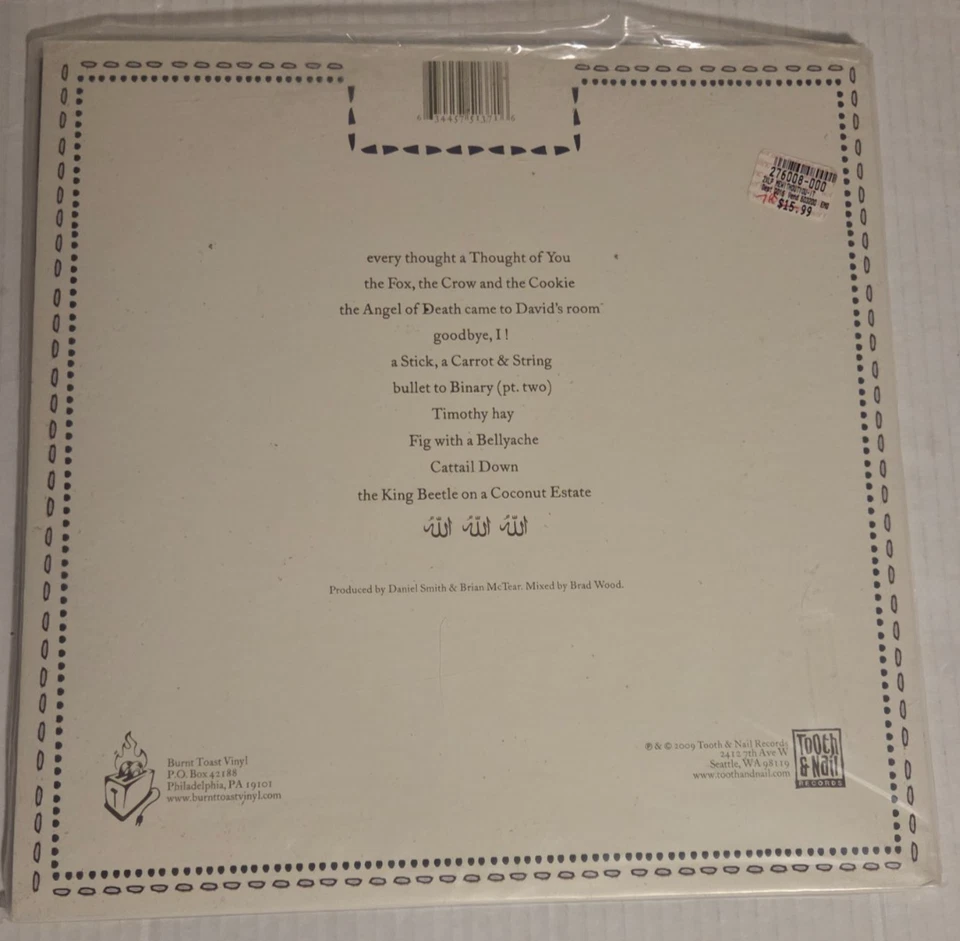 6 34457 51371 6
276008-000
$15.99
every thought a Thought of You
the Fox, the Crow and the Cookie
the Angel of Death came to David's room
goodbye, I !
a Stick, a Carrot & String
bullet to Binary (pt. two)
Timothy hay
Fig with a Bellyache
Cattail Down
the King Beetle on a Coconut Estate
الله الله الله
Produced by Daniel Smith & Brian McTear. Mixed by Brad Wood.
Burnt Toast Vinyl
P.O. Box 42188
Philadelphia, PA 19101
www.burnttoastvinyl.com
℗ & © 2009 Tooth & Nail Records
2412 7th Ave W
Seattle, WA 98119
www.toothandnail.com
Tooth
& Nail
RECORDS